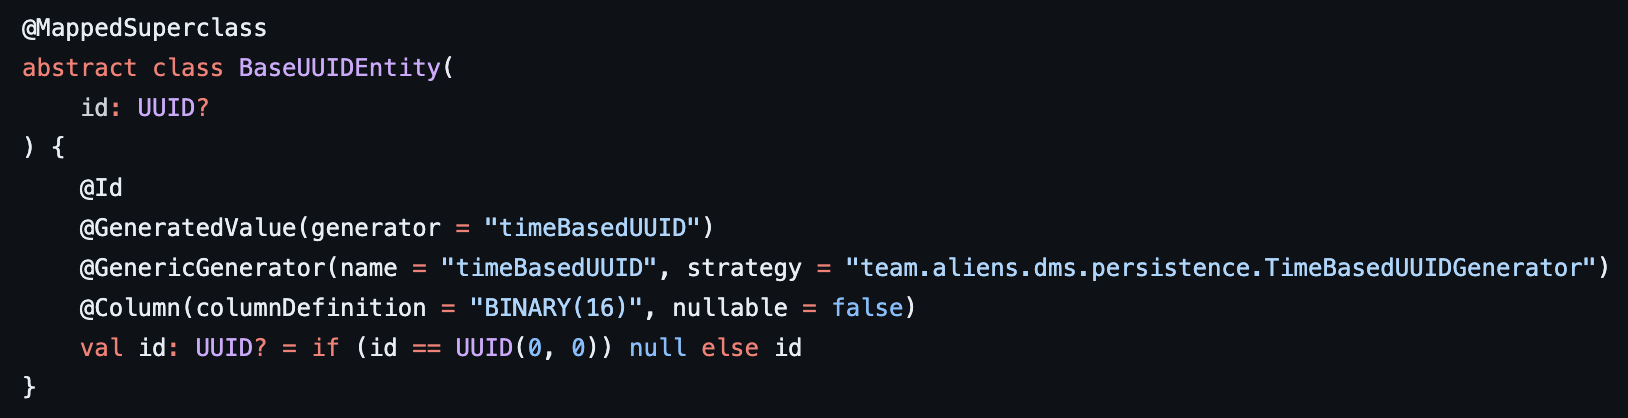 @MappedSuperclass
abstract class BaseUUIDEntity(
    id: UUID?
) {
    @Id
    @GeneratedValue(generator = "timeBasedUUID")
    @GenericGenerator(name = "timeBasedUUID", strategy = "team.aliens.dms.persistence.TimeBasedUUIDGenerator")
    @Column(columnDefinition = "BINARY(16)", nullable = false)
    val id: UUID? = if (id == UUID(0, 0)) null else id
}